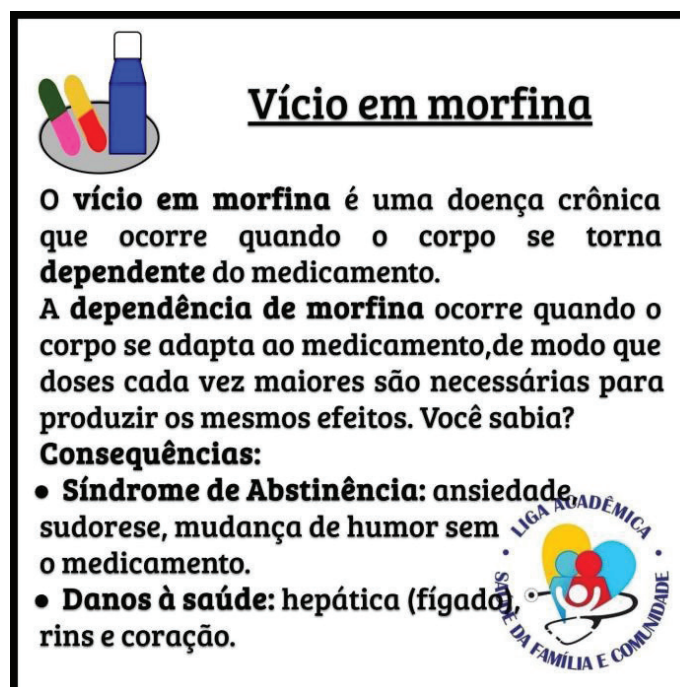 Vício em morfina
O vício em morfina é uma doença crônica
que ocorre quando o corpo se torna
dependente do medicamento.
A dependência de morfina ocorre quando o
corpo se adapta ao medicamento,de modo que
doses cada vez maiores são necessárias para
produzir os mesmos efeitos. Você sabia?
Consequências:
● Síndrome de Abstinência: ansiedade,
sudorese, mudança de humor sem
o medicamento.
● Danos à saúde: hepática (fígado),
rins e coração.
LIGA ACADÊMICA
SAÚDE DA FAMÍLIA E COMUNIDADE